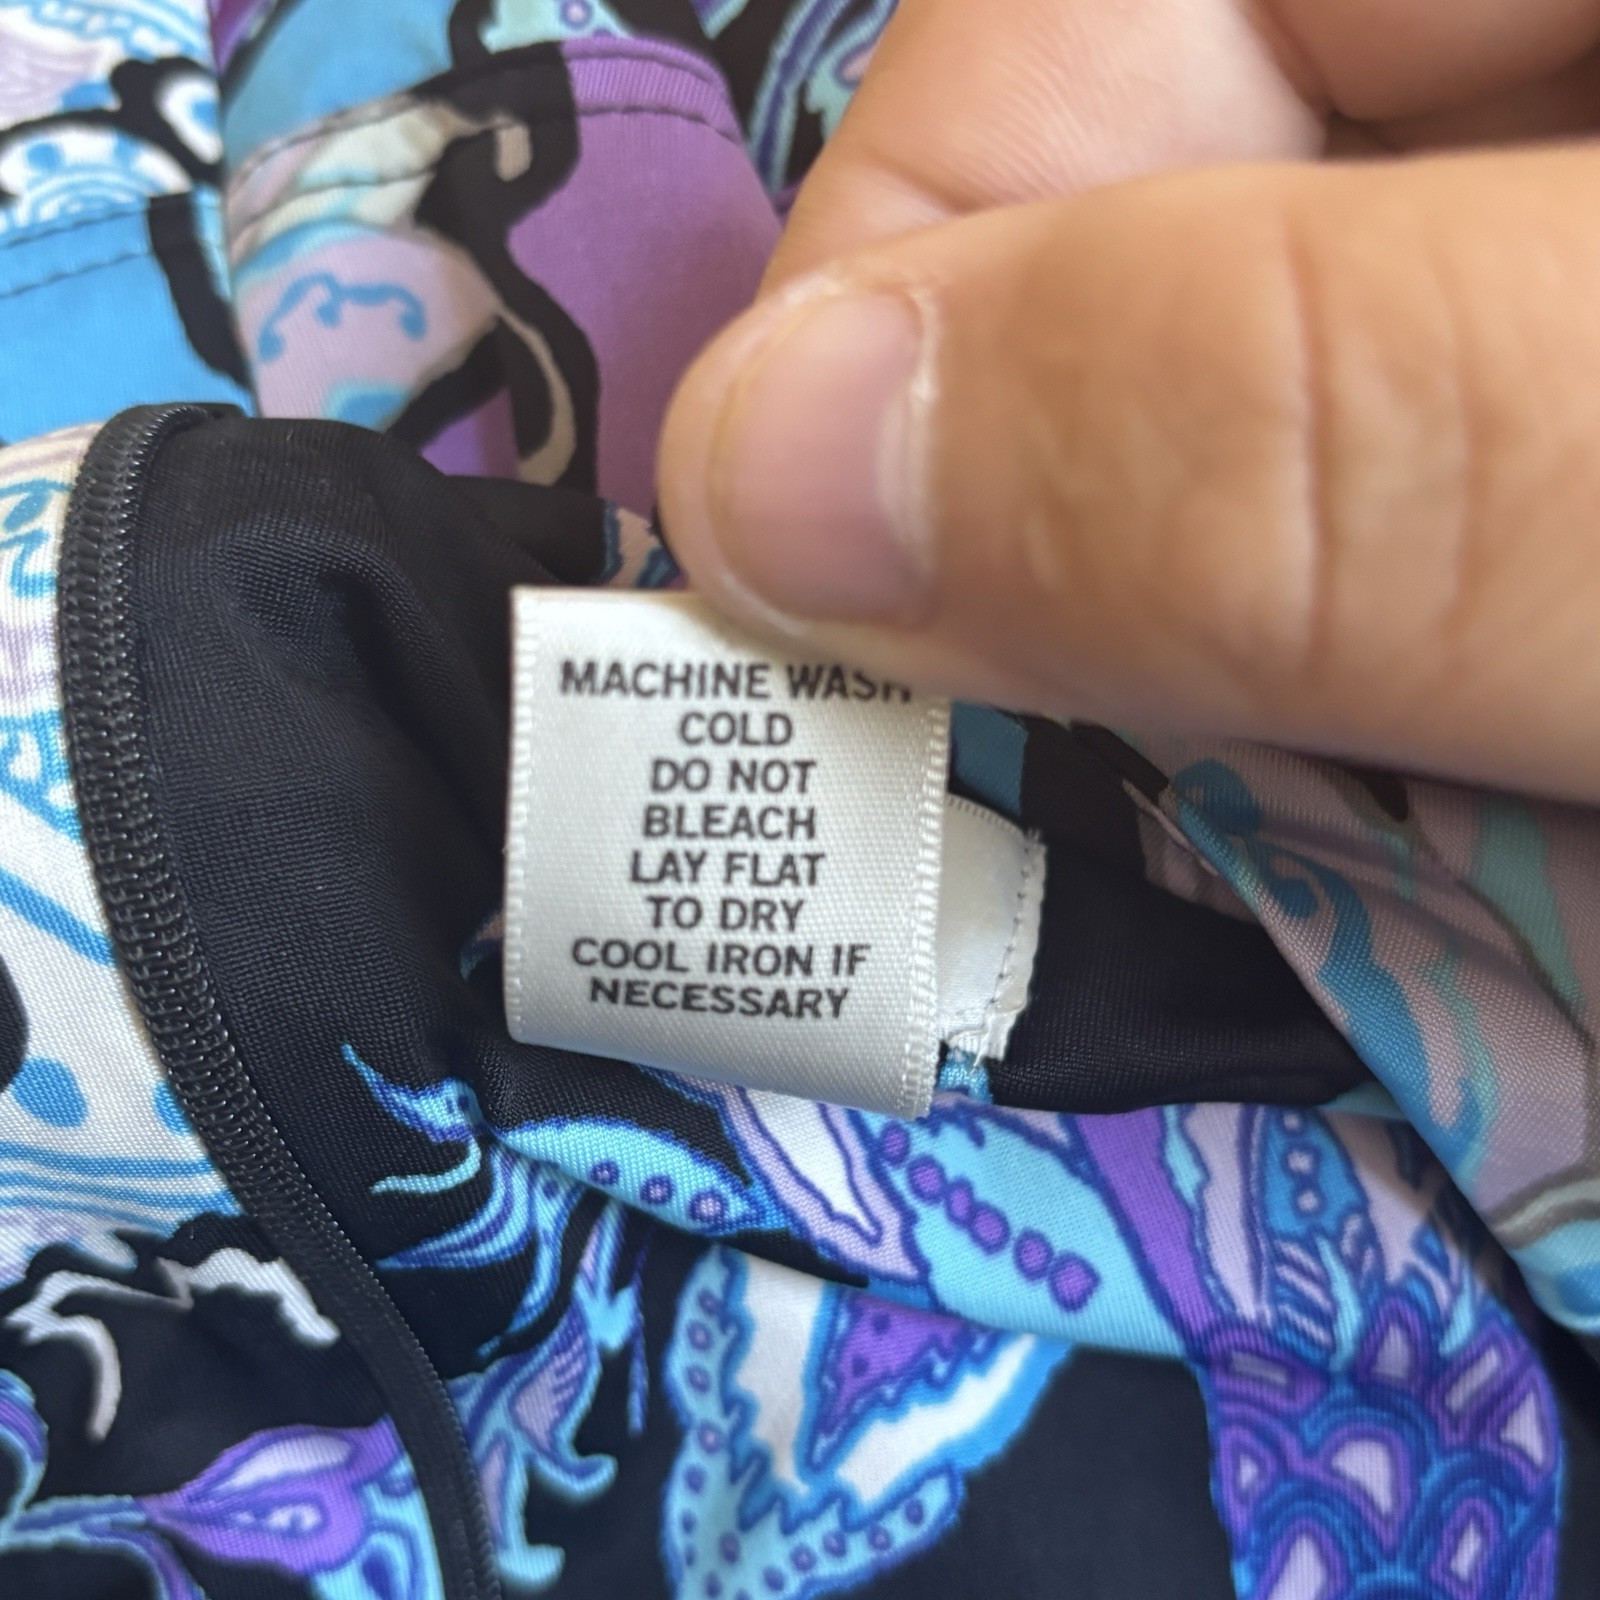 MACHINE WASH
COLD
DO NOT
BLEACH
LAY FLAT
TO DRY
COOL IRON IF
NECESSARY